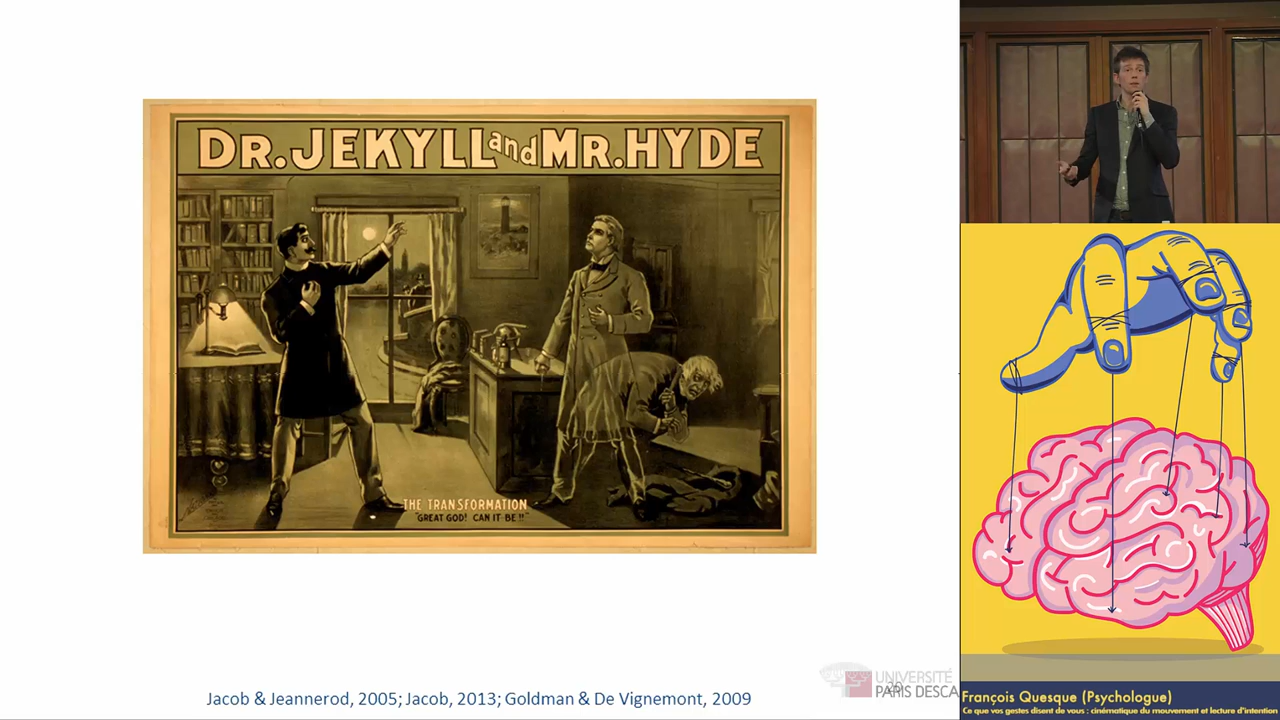 DR. JEKYLL and MR. HYDE
THE TRANSFORMATION
"GREAT GOD! CAN IT BE!!"
Jacob & Jeannerod, 2005; Jacob, 2013; Goldman & De Vignemont, 2009
UNIVERSITÉ
PARIS DESCA
François Quesque (Psychologue)
Ce que vos gestes disent de vous : cinématique du mouvement et lecture d'intention